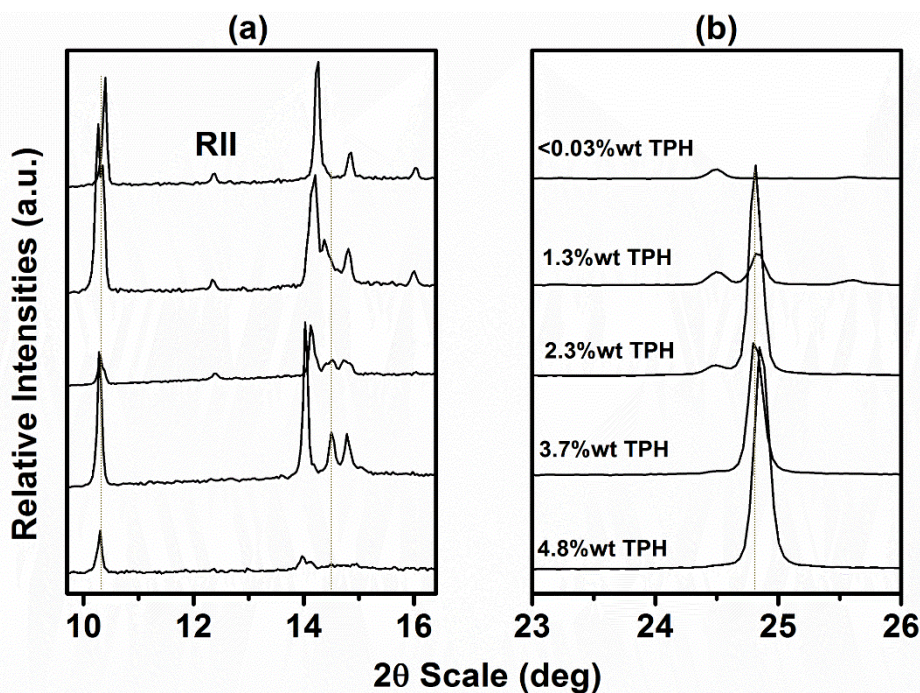 (a)
(b)
Relative Intensities (a.u.)
RII
<0.03%wt TPH
1.3%wt TPH
2.3%wt TPH
3.7%wt TPH
4.8%wt TPH
10 12 14 16
23 24 25 26
2θ Scale (deg)